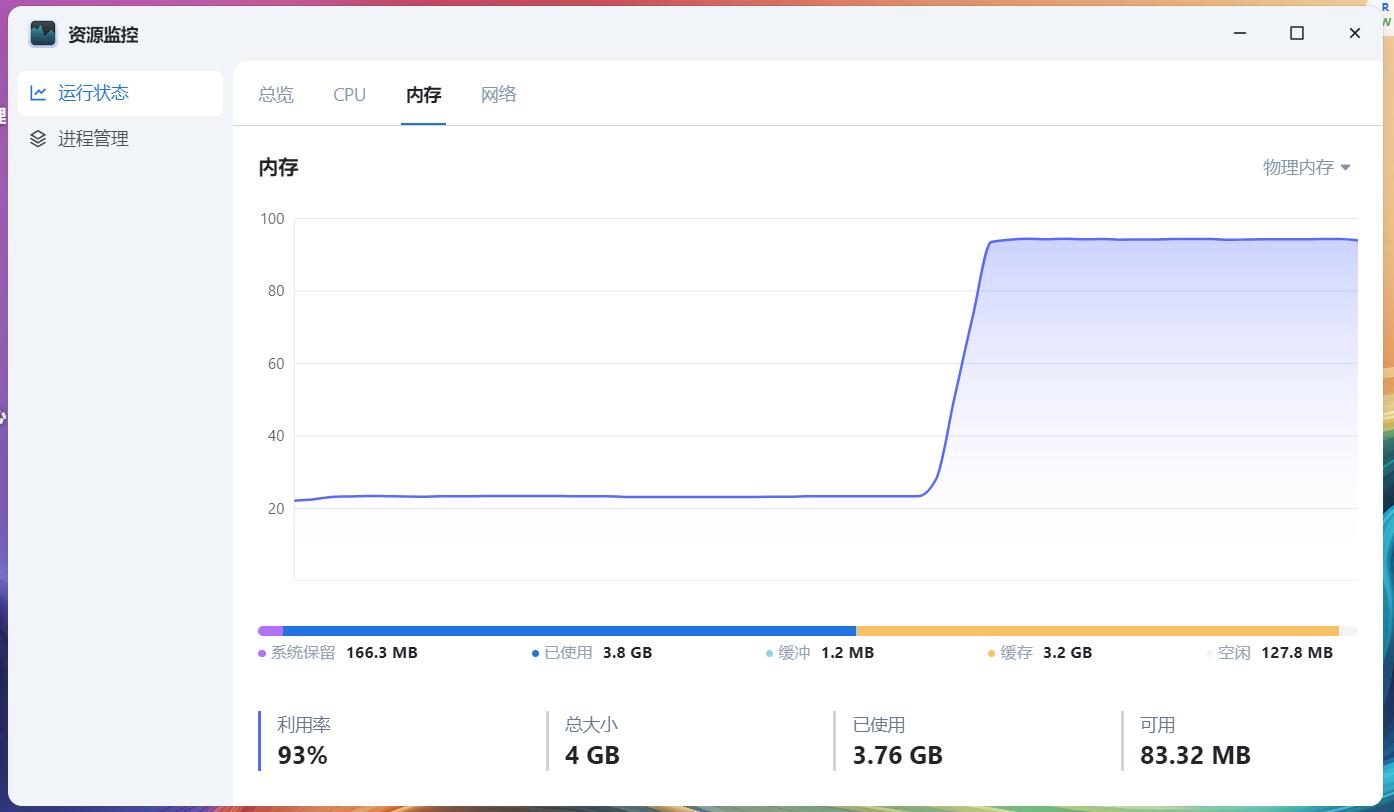 资源监控
运行状态
进程管理
总览 CPU 内存 网络
内存
物理内存
100
80
60
40
20
系统保留 166.3 MB 已使用 3.8 GB 缓冲 1.2 MB 缓存 3.2 GB 空闲 127.8 MB
利用率 总大小 已使用 可用
93% 4 GB 3.76 GB 83.32 MB
R
W